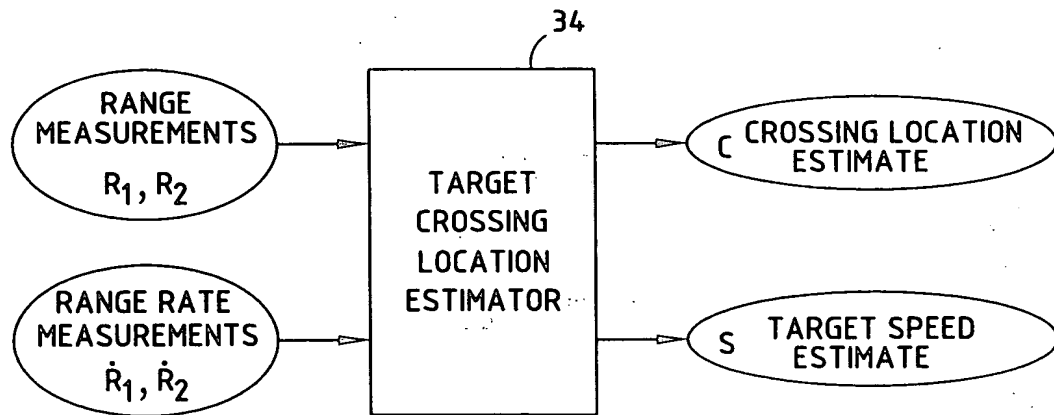 34
RANGE
MEASUREMENTS
R₁, R₂
RANGE RATE
MEASUREMENTS
Ṙ₁, Ṙ₂
TARGET
CROSSING
LOCATION
ESTIMATOR
C CROSSING LOCATION
ESTIMATE
S TARGET SPEED
ESTIMATE